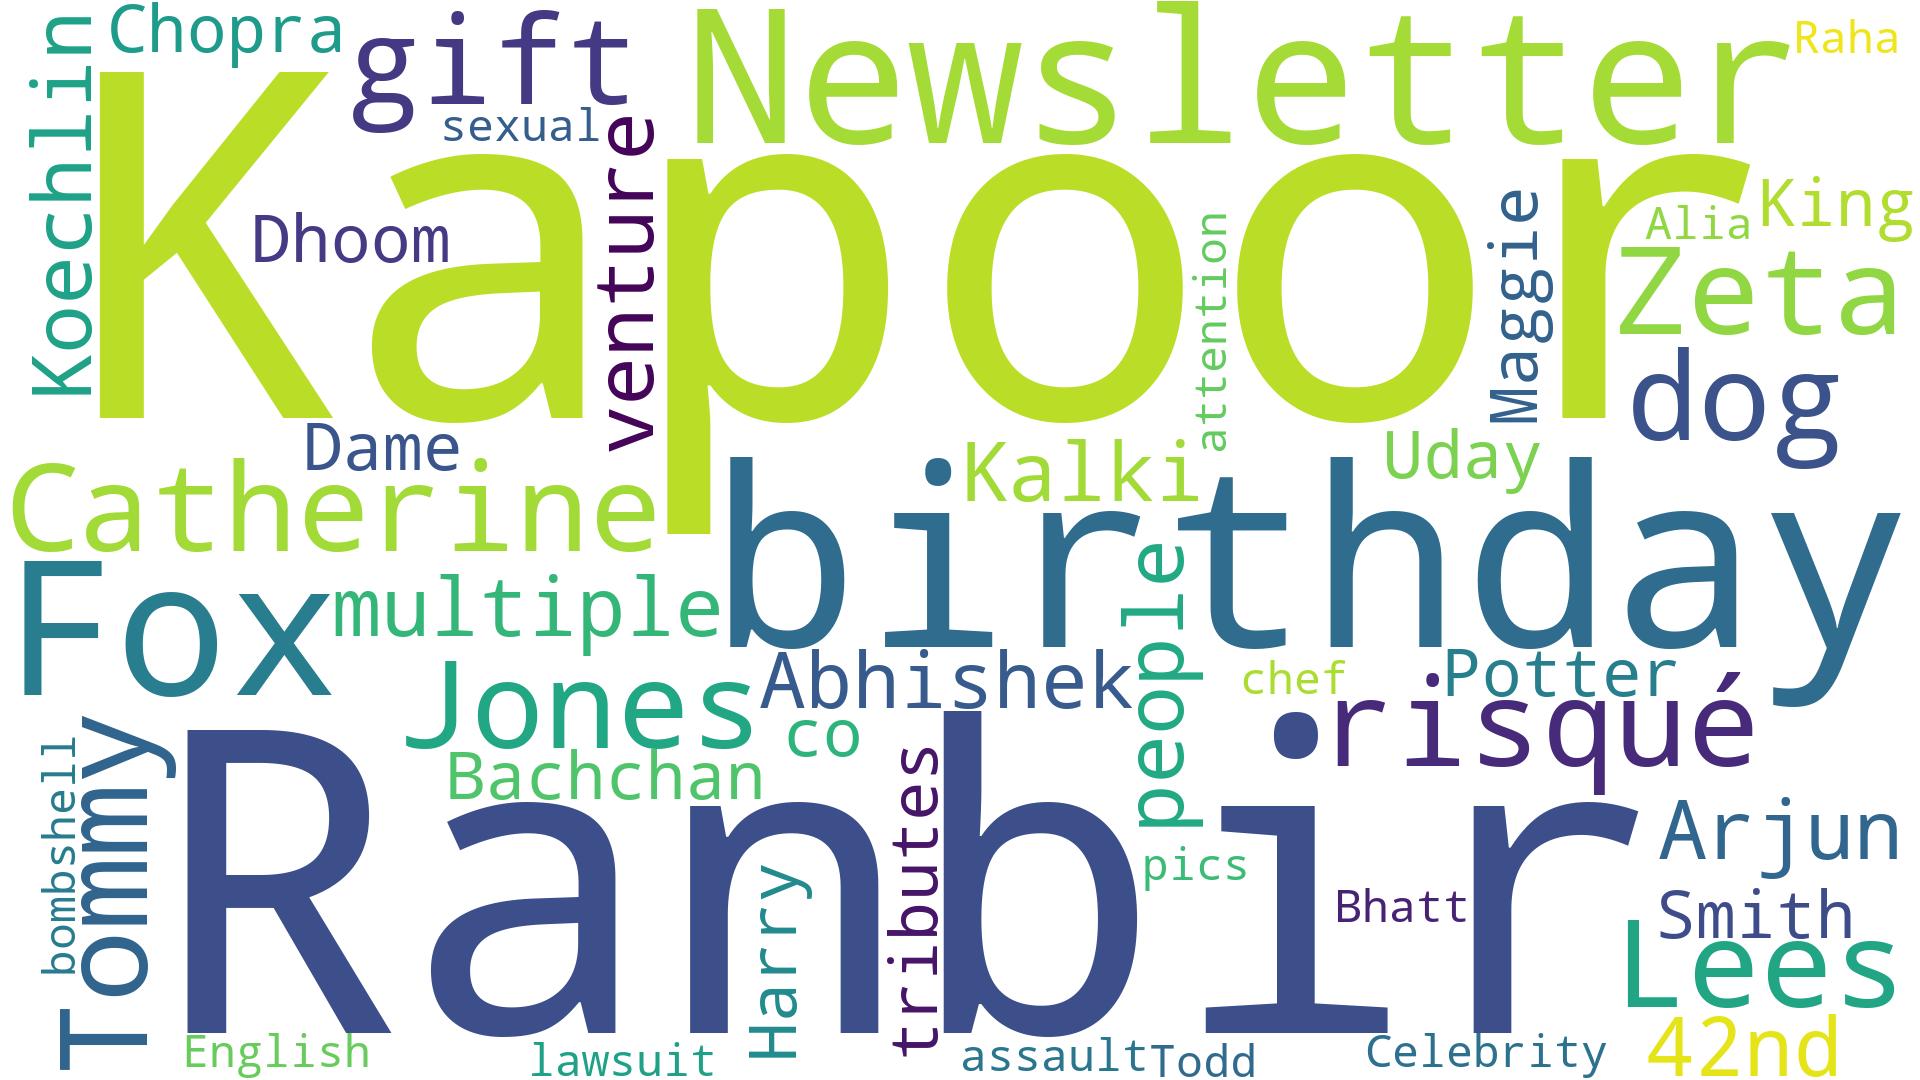 Chopra
gift
Newsletter
Raha
Koechlin
sexual
Kapoor
venture
Dhoom
attention
Maggie
Alia
King
Zeta
dog
Dame
Catherine
Kalki
Uday
birthday
Fox
multiple
people
Jones
Abhishek
chef
Potter
risqué
co
Bachchan
Tommy
bombshell
Ranbir
tributes
Harry
pics
Arjun
Bhatt
Smith
Lees
English
lawsuit
assault
Todd
Celebrity
42nd